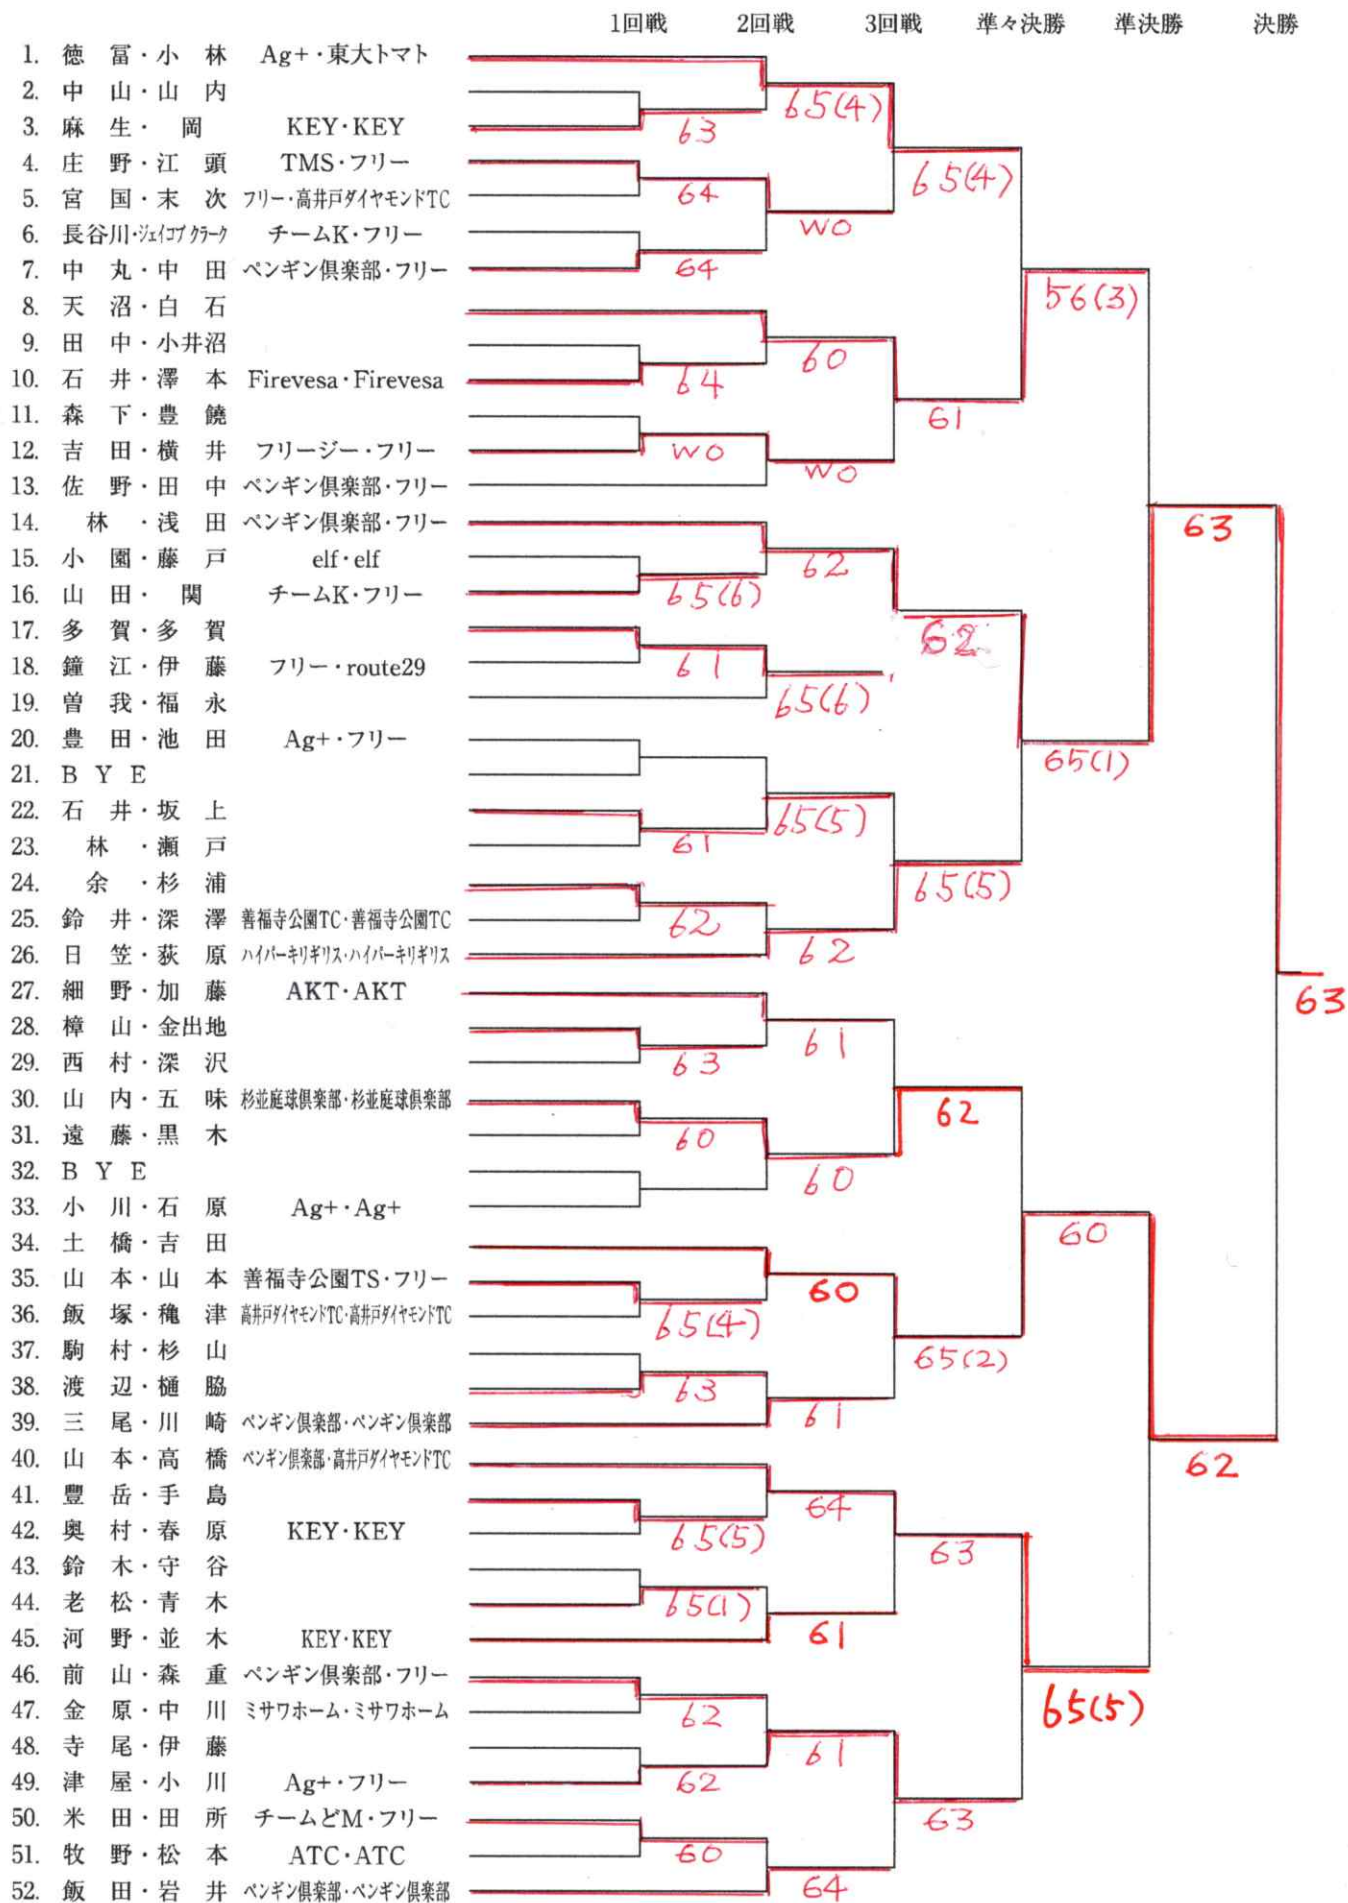 1回戦 2回戦 3回戦 準々決勝 準決勝 決勝
1. 徳 冨・小 林 Ag+・東大トマト
2. 中 山・山 内
65(4)
3. 麻 生・ 岡 KEY・KEY
63
4. 庄 野・江 頭 TMS・フリー
65(4)
5. 宮 国・末 次 フリー・高井戸ダイヤモンドTC
64
WO
6. 長谷川・ジェイコブクラーク チームK・フリー
7. 中 丸・中 田 ペンギン倶楽部・フリー
64
56(3)
8. 天 沼・白 石
9. 田 中・小井沼
60
10. 石 井・澤 本 Firevesa・Firevesa
64
11. 森 下・豊 饒
61
12. 吉 田・横 井 フリージー・フリー
WO
WO
13. 佐 野・田 中 ペンギン倶楽部・フリー
14. 林 ・浅 田 ペンギン倶楽部・フリー
63
15. 小 園・藤 戸 elf・elf
62
16. 山 田・ 関 チームK・フリー
65(6)
17. 多 賀・多 賀
62
18. 鐘 江・伊 藤 フリー・route29
61
19. 曽 我・福 永
65(6)
20. 豊 田・池 田 Ag+・フリー
65(1)
21. B Y E
22. 石 井・坂 上
65(5)
23. 林 ・瀬 戸
61
24. 余 ・杉 浦
65(5)
25. 鈴 井・深 澤 善福寺公園TC・善福寺公園TC
62
26. 日 笠・荻 原 ハイパーキリギリス・ハイパーキリギリス
62
27. 細 野・加 藤 AKT・AKT
63
28. 樟 山・金出地
61
29. 西 村・深 沢
63
30. 山 内・五 味 杉並庭球倶楽部・杉並庭球倶楽部
62
31. 遠 藤・黒 木
60
32. B Y E
60
33. 小 川・石 原 Ag+・Ag+
34. 土 橋・吉 田
60
35. 山 本・山 本 善福寺公園TS・フリー
60
36. 飯 塚・穐 津 高井戸ダイヤモンドTC・高井戸ダイヤモンドTC
65(4)
37. 駒 村・杉 山
65(2)
38. 渡 辺・樋 脇
63
39. 三 尾・川 崎 ペンギン倶楽部・ペンギン倶楽部
61
40. 山 本・高 橋 ペンギン倶楽部・高井戸ダイヤモンドTC
62
41. 豐 岳・手 島
64
42. 奥 村・春 原 KEY・KEY
65(5)
63
43. 鈴 木・守 谷
44. 老 松・青 木
65(1)
45. 河 野・並 木 KEY・KEY
61
46. 前 山・森 重 ペンギン倶楽部・フリー
47. 金 原・中 川 ミサワホーム・ミサワホーム
62
65(5)
48. 寺 尾・伊 藤
61
49. 津 屋・小 川 Ag+・フリー
62
50. 米 田・田 所 チームどM・フリー
63
51. 牧 野・松 本 ATC・ATC
60
52. 飯 田・岩 井 ペンギン倶楽部・ペンギン倶楽部
64